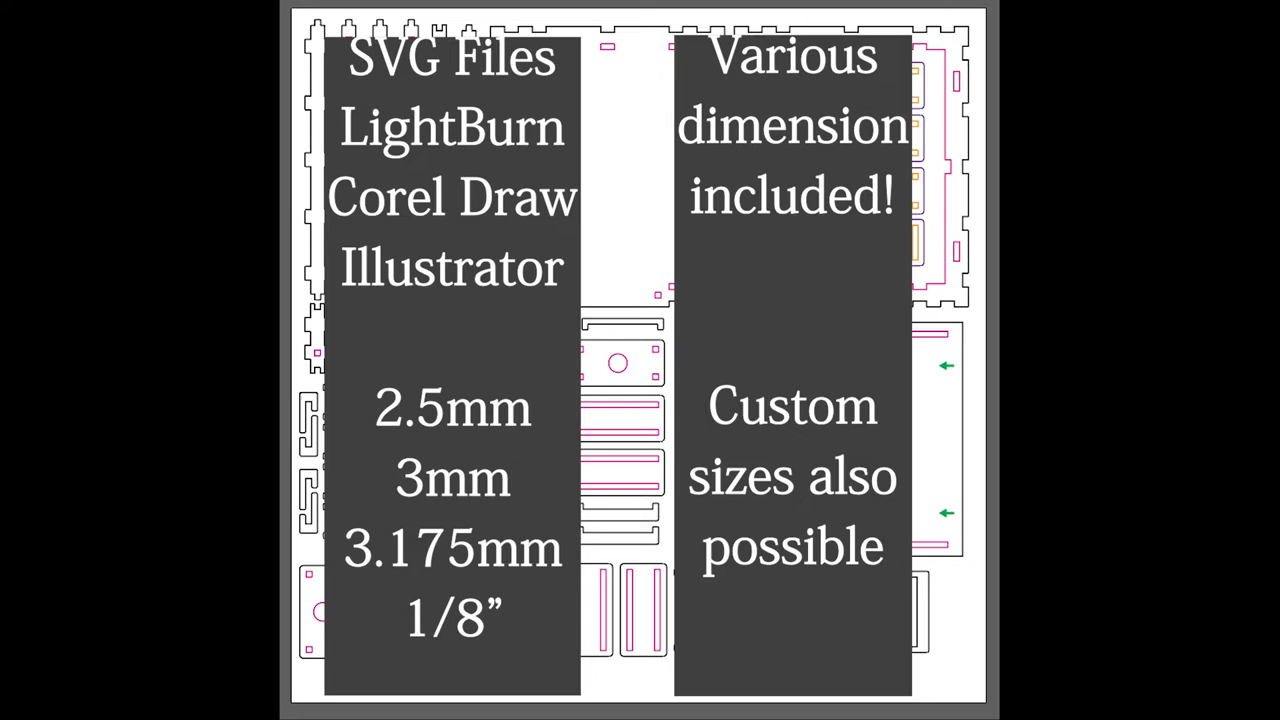 SVG Files
LightBurn
Corel Draw
Illustrator
2.5mm
3mm
3.175mm
1/8”
Various
dimension
included!
Custom
sizes also
possible